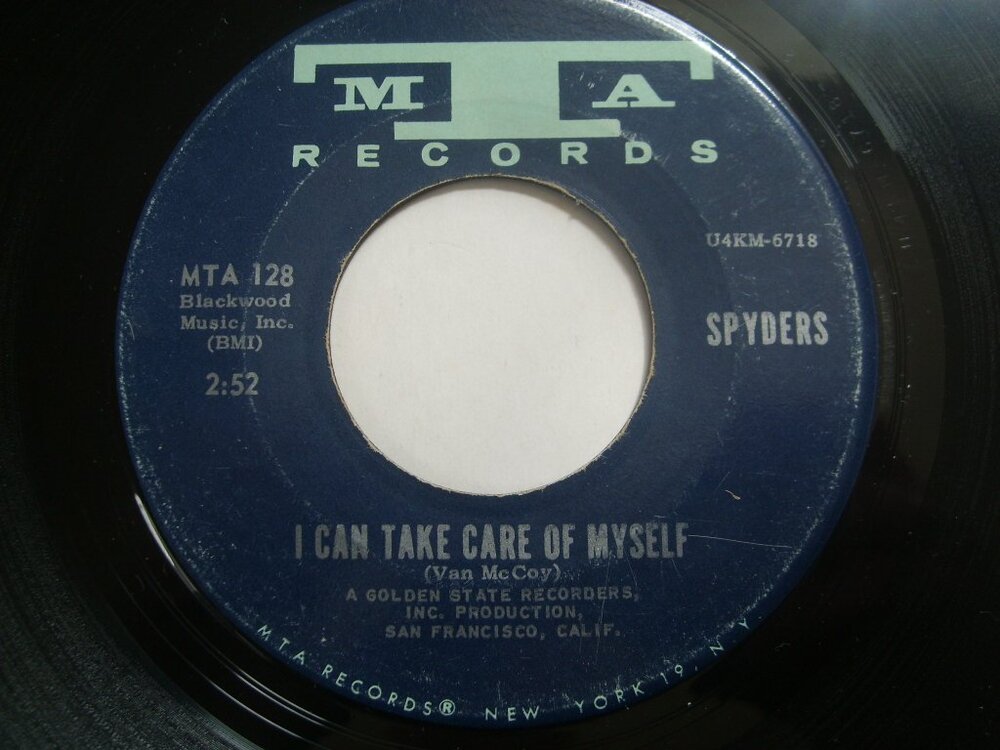 MTA
RECORDS
U4KM-6718
MTA 128
Blackwood
Music, Inc.
(BMI)
2:52
SPYDERS
I CAN TAKE CARE OF MYSELF
(Van McCoy)
A GOLDEN STATE RECORDERS,
INC. PRODUCTION,
SAN FRANCISCO, CALIF.
MTA RECORDS® NEW YORK 19, N.Y.